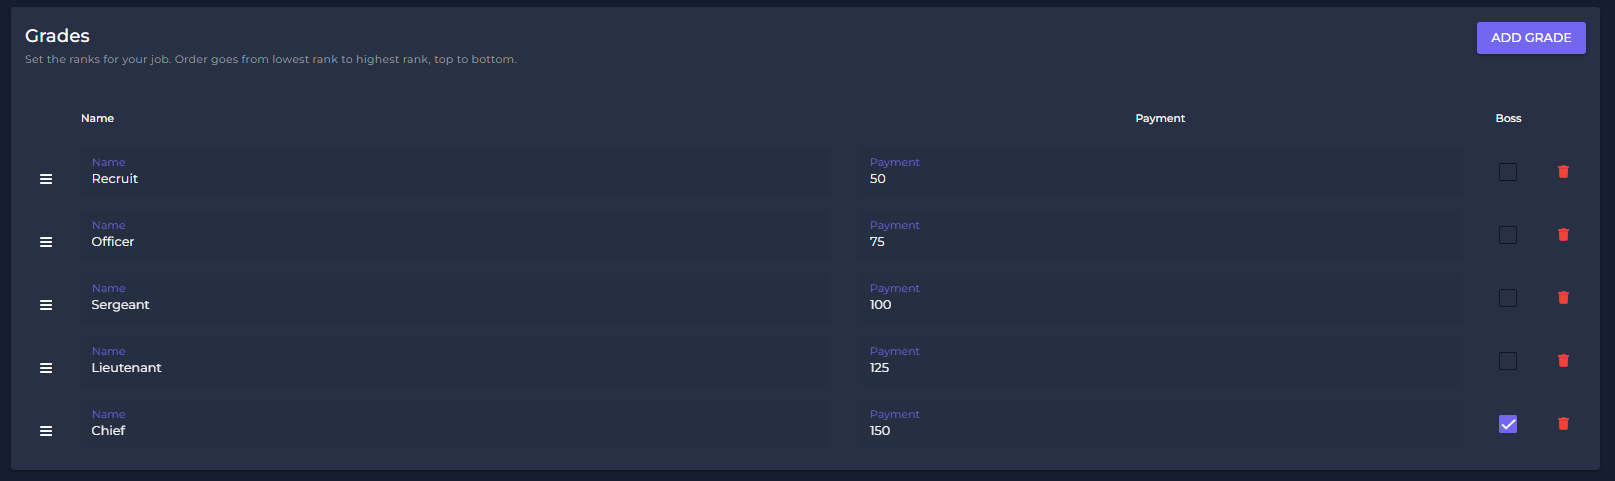 Grades
ADD GRADE
Set the ranks for your job. Order goes from lowest rank to highest rank, top to bottom.
Name Payment Boss
Name Payment
Recruit 50
Name Payment
Officer 75
Name Payment
Sergeant 100
Name Payment
Lieutenant 125
Name Payment
Chief 150